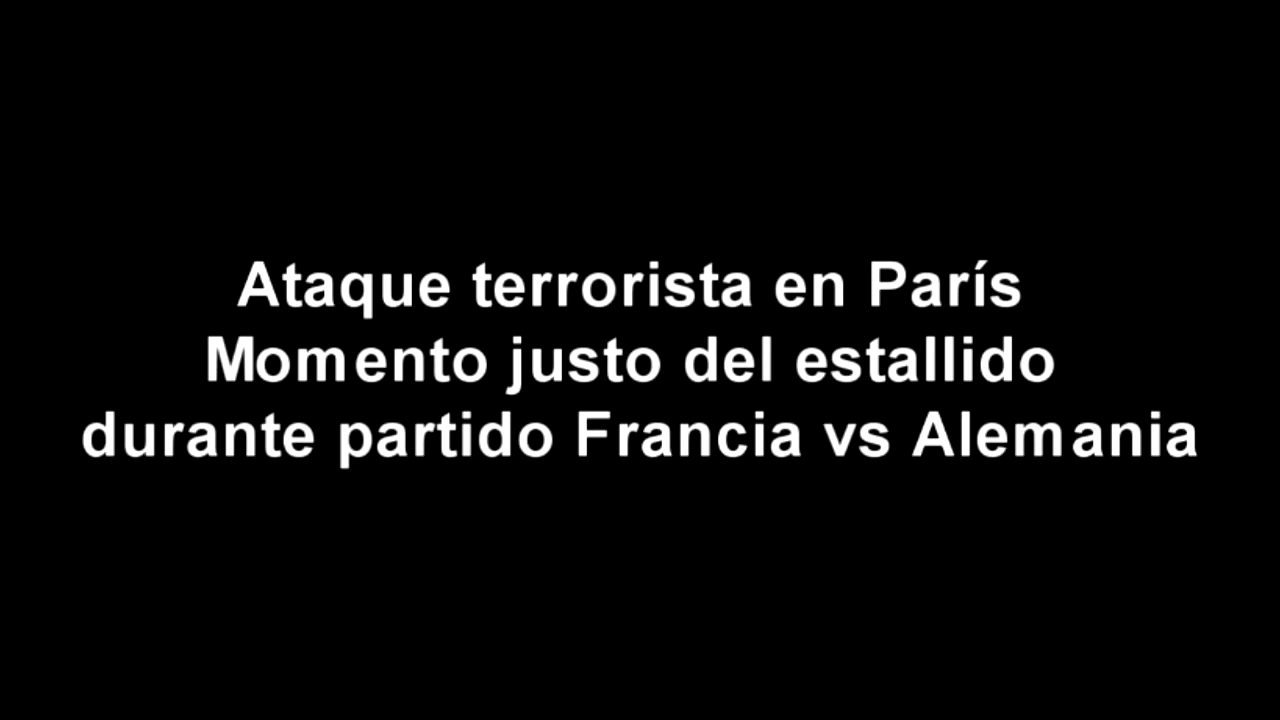 Ataque terrorista en París
Momento justo del estallido
durante partido Francia vs Alemania